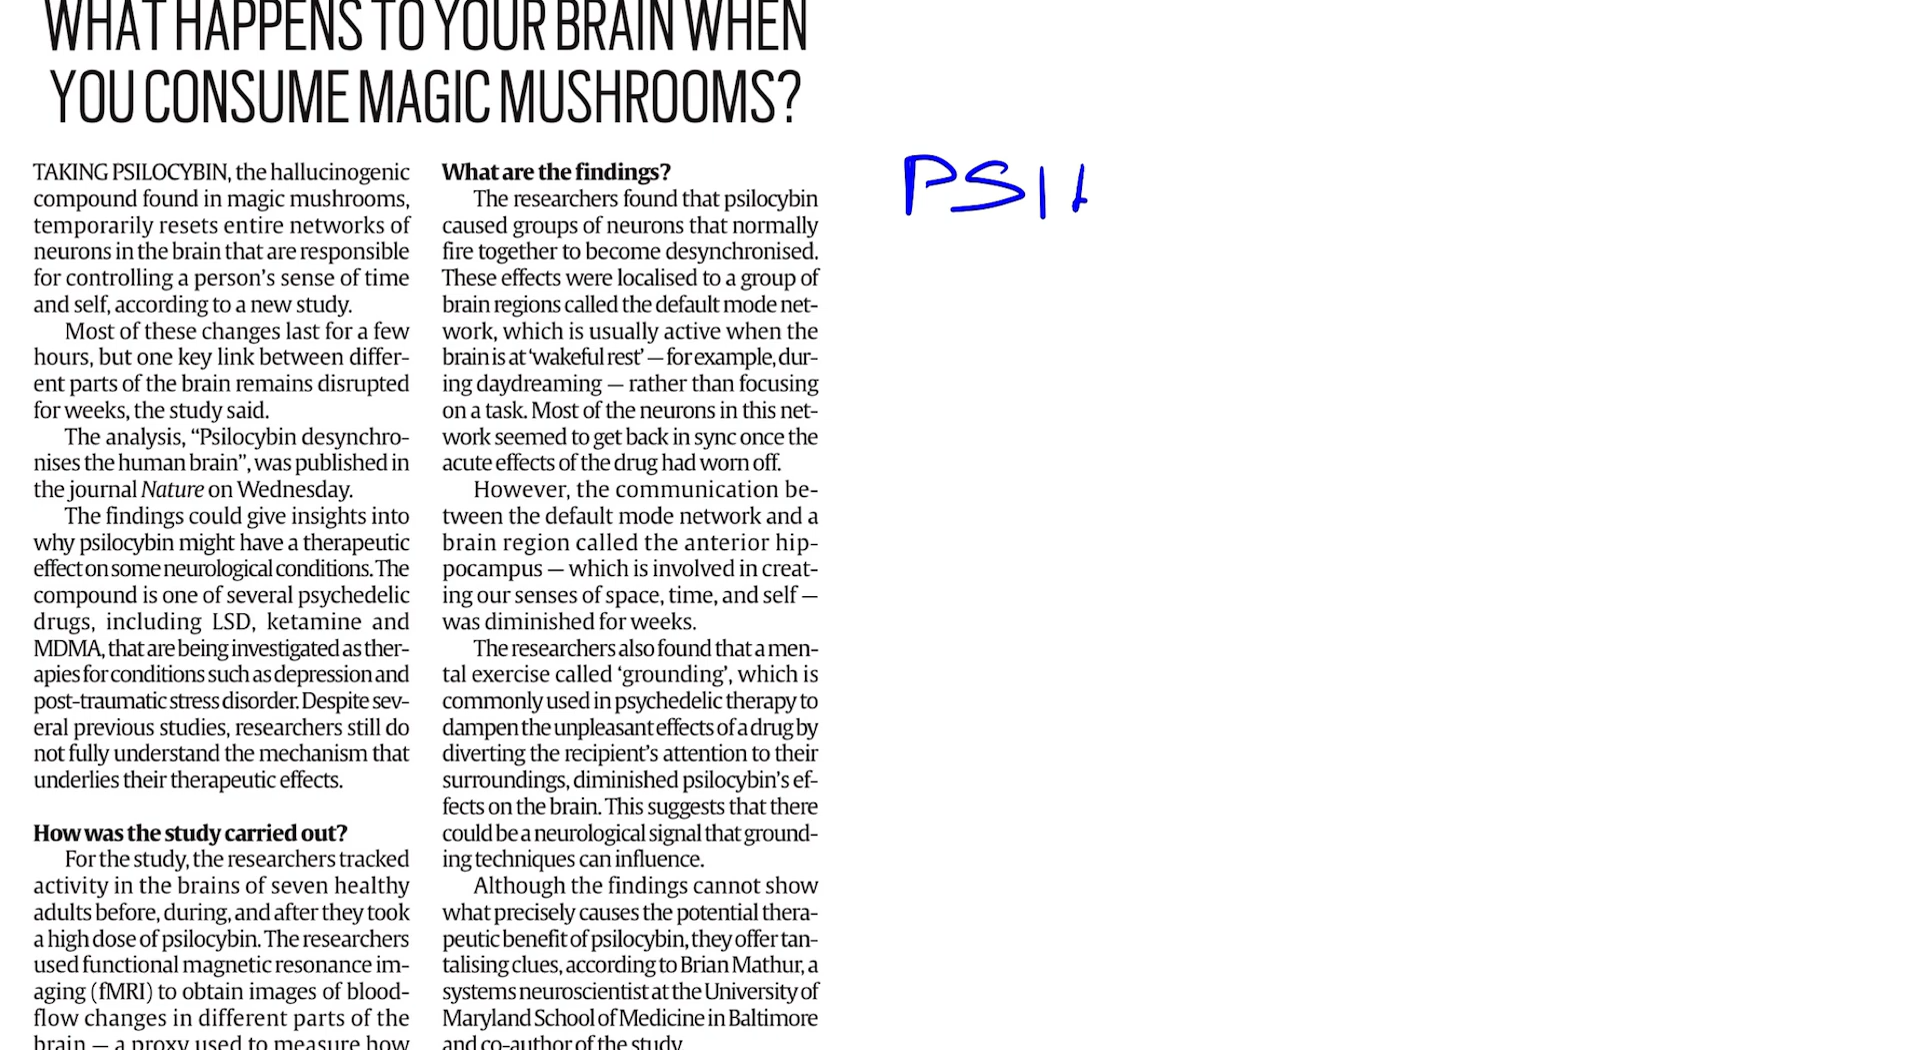 WHAT HAPPENS TO YOUR BRAIN WHEN
YOU CONSUME MAGIC MUSHROOMS?
TAKING PSILOCYBIN, the hallucinogenic
compound found in magic mushrooms,
temporarily resets entire networks of
neurons in the brain that are responsible
for controlling a person's sense of time
and self, according to a new study.
Most of these changes last for a few
hours, but one key link between differ-
ent parts of the brain remains disrupted
for weeks, the study said.
The analysis, “Psilocybin desynchro-
nises the human brain”, was published in
the journal Nature on Wednesday.
The findings could give insights into
why psilocybin might have a therapeutic
effect on some neurological conditions. The
compound is one of several psychedelic
drugs, including LSD, ketamine and
MDMA, that are being investigated as ther-
apies for conditions such as depression and
post-traumatic stress disorder. Despite sev-
eral previous studies, researchers still do
not fully understand the mechanism that
underlies their therapeutic effects.
How was the study carried out?
For the study, the researchers tracked
activity in the brains of seven healthy
adults before, during, and after they took
a high dose of psilocybin. The researchers
used functional magnetic resonance im-
aging (fMRI) to obtain images of blood-
flow changes in different parts of the
brain — a proxy used to measure how
What are the findings?
The researchers found that psilocybin
caused groups of neurons that normally
fire together to become desynchronised.
These effects were localised to a group of
brain regions called the default mode net-
work, which is usually active when the
brain is at ‘wakeful rest’ — for example, dur-
ing daydreaming — rather than focusing
on a task. Most of the neurons in this net-
work seemed to get back in sync once the
acute effects of the drug had worn off.
However, the communication be-
tween the default mode network and a
brain region called the anterior hip-
pocampus — which is involved in creat-
ing our senses of space, time, and self —
was diminished for weeks.
The researchers also found that a men-
tal exercise called ‘grounding’, which is
commonly used in psychedelic therapy to
dampen the unpleasant effects of a drug by
diverting the recipient's attention to their
surroundings, diminished psilocybin's ef-
fects on the brain. This suggests that there
could be a neurological signal that ground-
ing techniques can influence.
Although the findings cannot show
what precisely causes the potential thera-
peutic benefit of psilocybin, they offer tan-
talising clues, according to Brian Mathur, a
systems neuroscientist at the University of
Maryland School of Medicine in Baltimore
and co-author of the study.
PSI